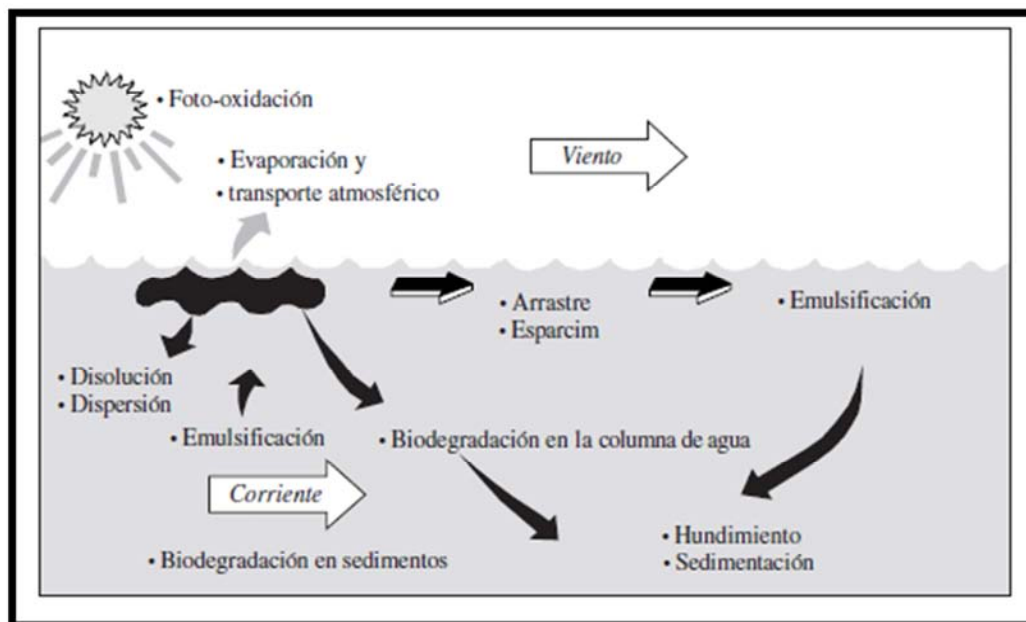 • Foto-oxidación
• Evaporación y
• transporte atmosférico
Viento
• Arrastre
• Esparcim
• Emulsificación
• Disolución
• Dispersión
• Emulsificación
• Biodegradación en la columna de agua
Corriente
• Biodegradación en sedimentos
• Hundimiento
• Sedimentación